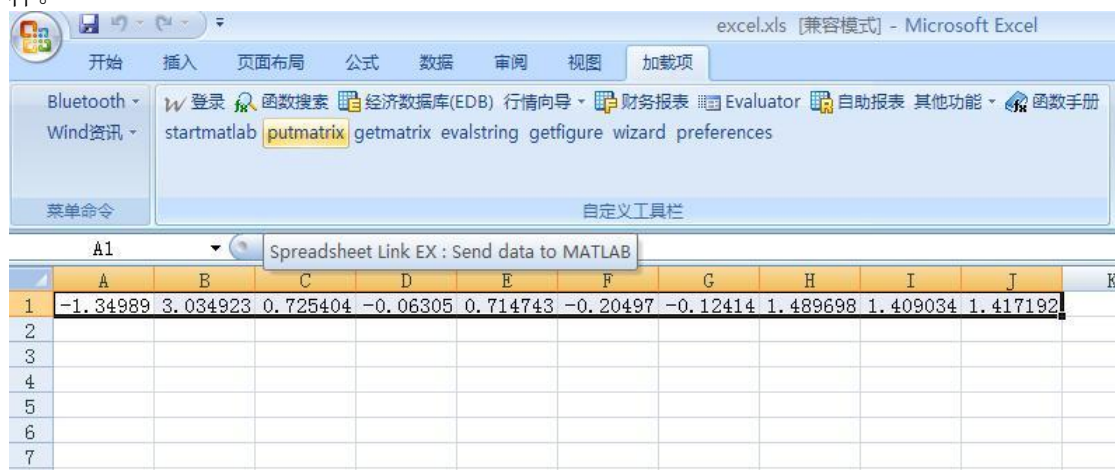 excel.xls [兼容模式] - Microsoft Excel
开始 插入 页面布局 公式 数据 审阅 视图 加载项
Bluetooth 登录 函数搜索 经济数据库(EDB) 行情向导 财务报表 Evaluator 自助报表 其他功能 函数手册
Wind资讯 startmatlab putmatrix getmatrix evalstring getfigure wizard preferences
菜单命令 自定义工具栏
A1 Spreadsheet Link EX : Send data to MATLAB
A B C D E F G H I J
1 -1.34989 3.034923 0.725404 -0.06305 0.714743 -0.20497 -0.12414 1.489698 1.409034 1.417192
2
3
4
5
6
7